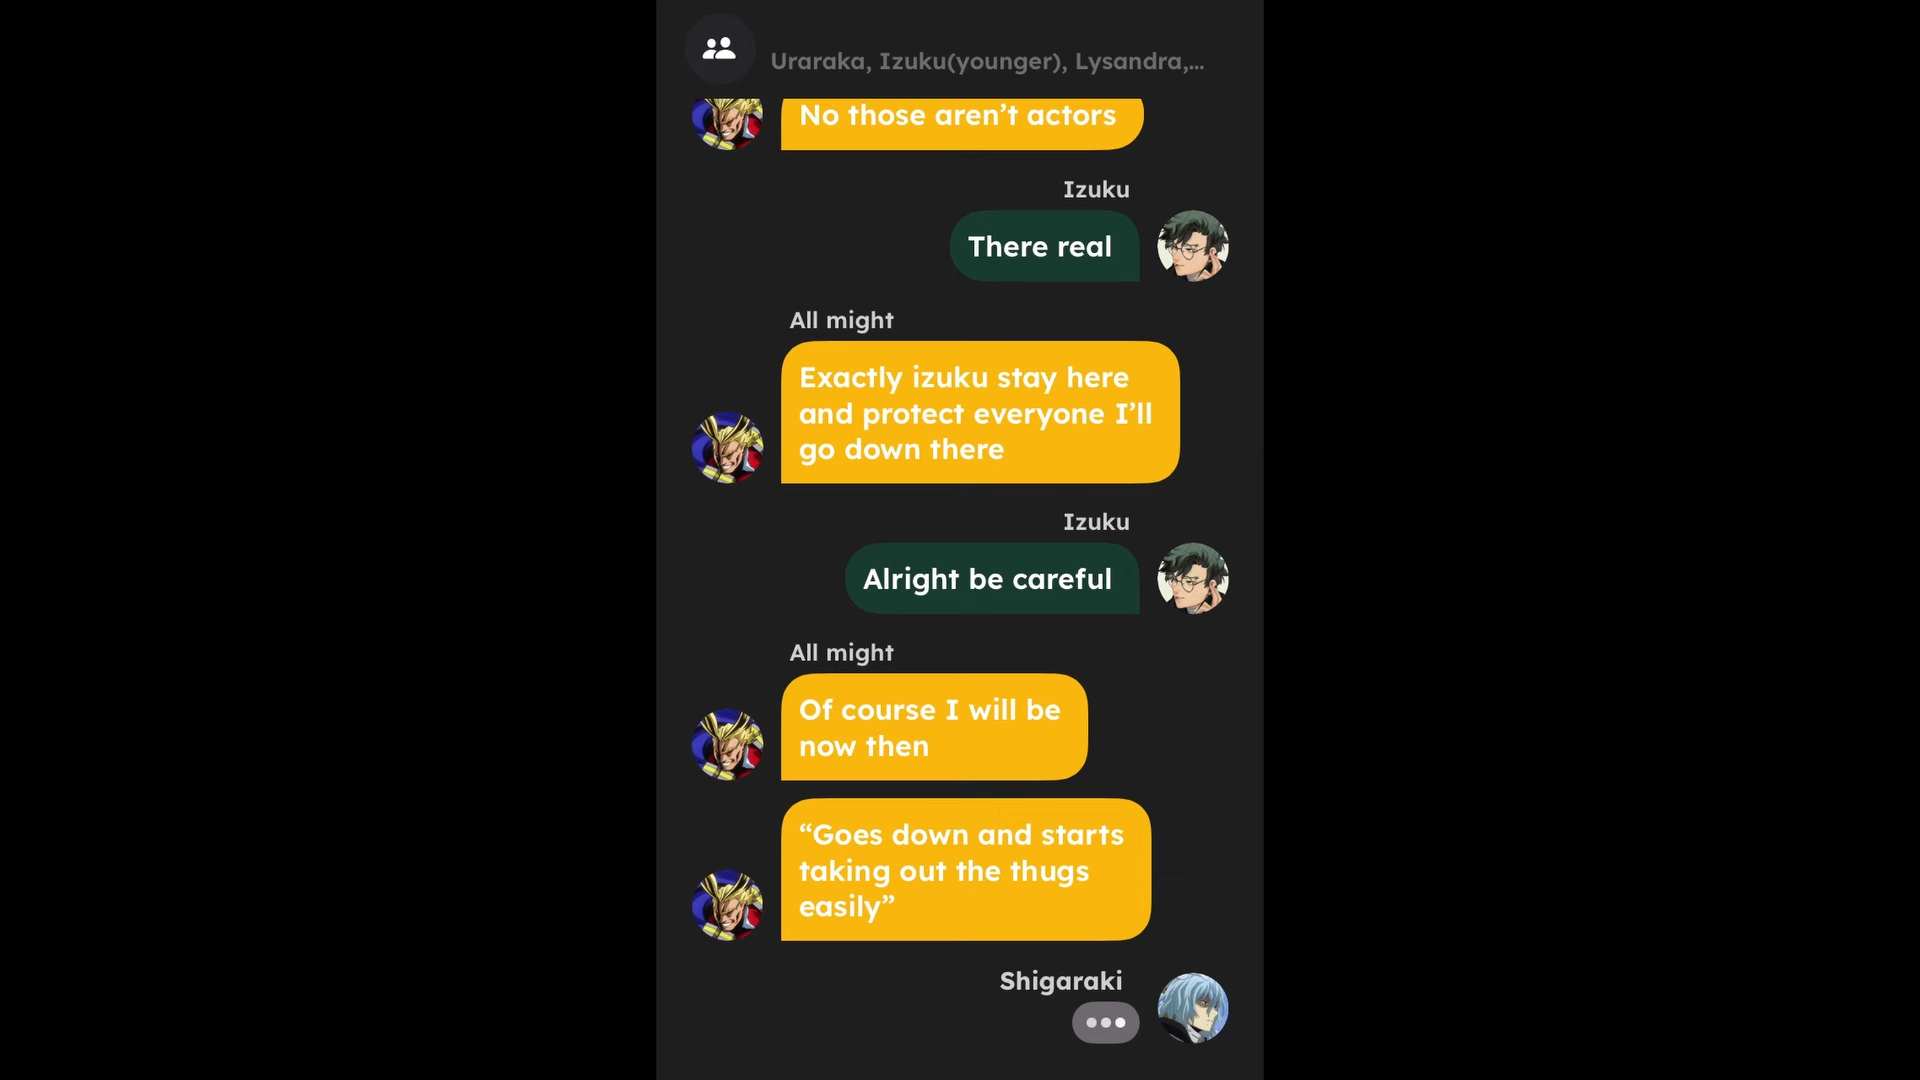 Uraraka, Izuku(younger), Lysandra,...
No those aren’t actors
Izuku
There real
All might
Exactly izuku stay here
and protect everyone I’ll
go down there
Izuku
Alright be careful
All might
Of course I will be
now then
“Goes down and starts
taking out the thugs
easily”
Shigaraki